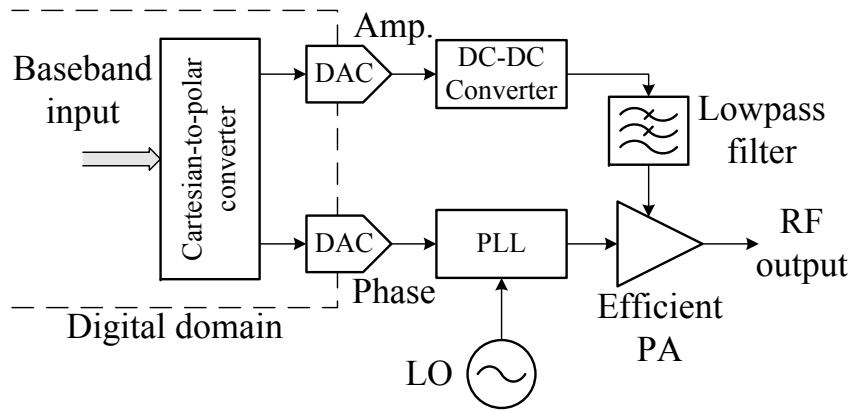 Amp.
Baseband
input
Cartesian-to-polar
converter
DAC
DC-DC
Converter
Lowpass
filter
DAC
Phase
PLL
RF
output
Efficient
PA
Digital domain
LO